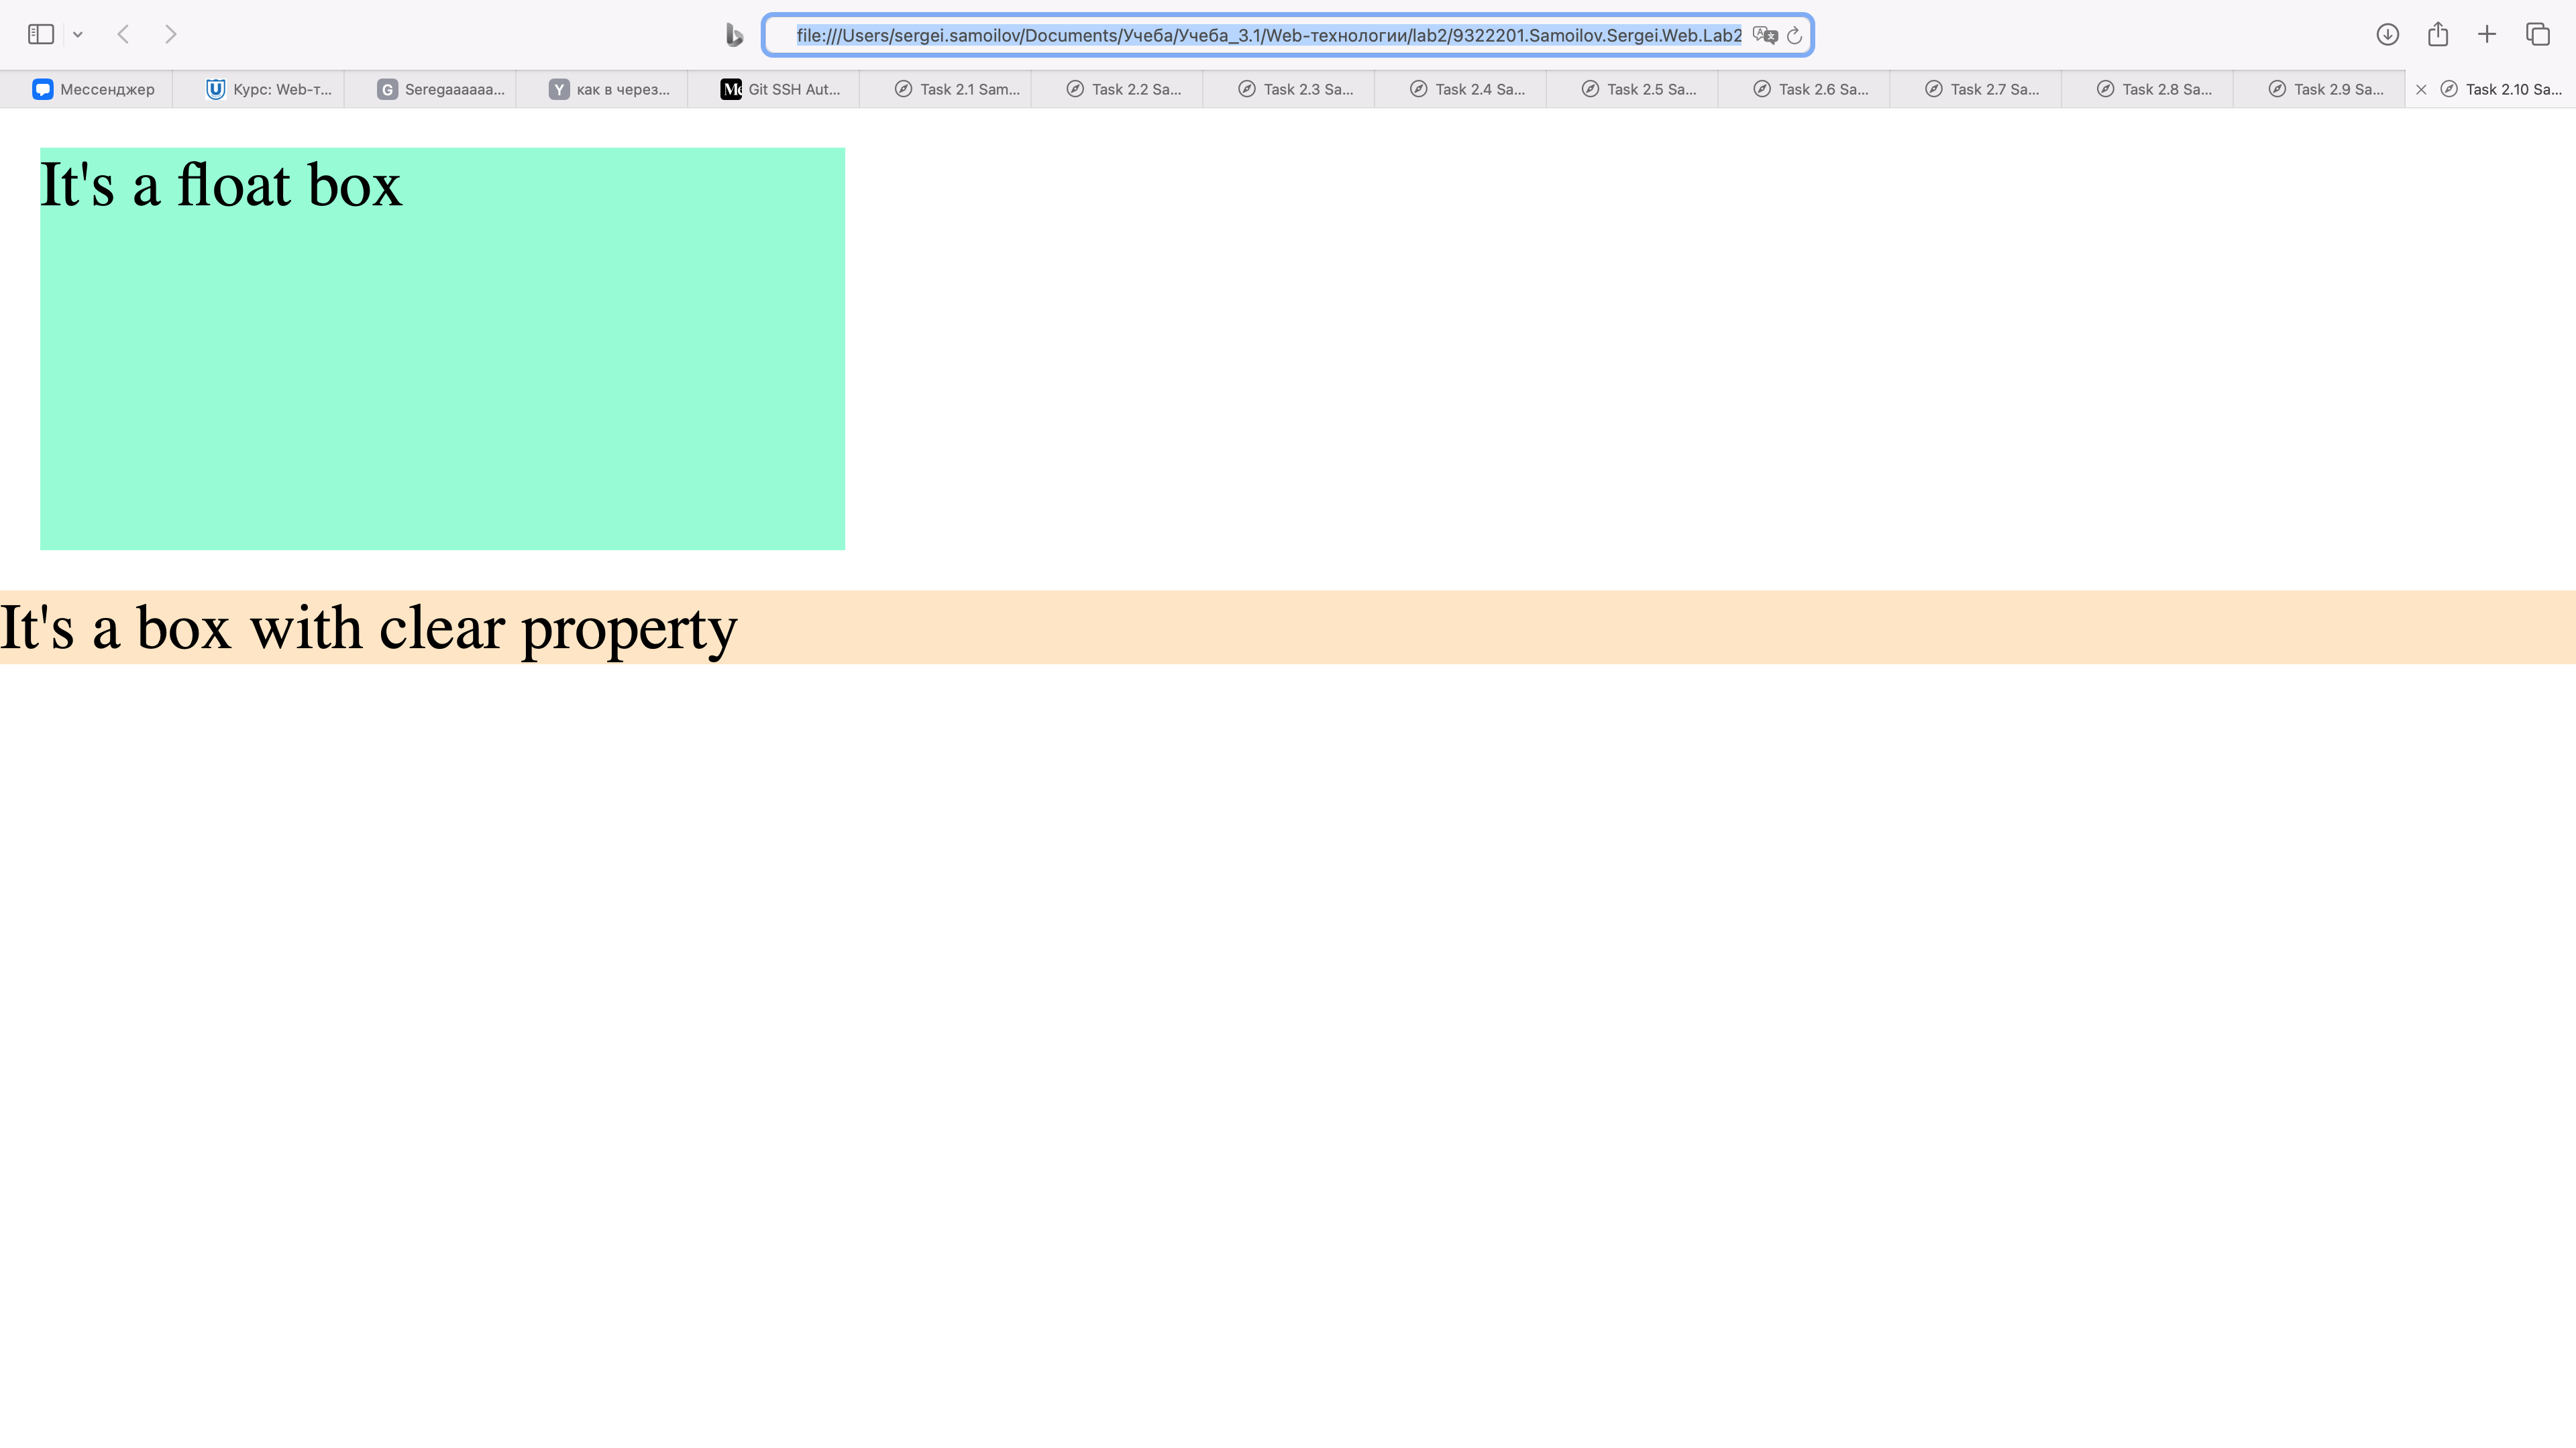 file:///Users/sergei.samoilov/Documents/Учеба/Учеба_3.1/Web-технологии/lab2/9322201.Samoilov.Sergei.Web.Lab2
Мессенджер
Курс: Web-т...
G Seregaaaaaa...
Y как в через...
Me Git SSH Aut...
Task 2.1 Sam...
Task 2.2 Sa...
Task 2.3 Sa...
Task 2.4 Sa...
Task 2.5 Sa...
Task 2.6 Sa...
Task 2.7 Sa...
Task 2.8 Sa...
Task 2.9 Sa...
Task 2.10 Sa...
It's a float box
It's a box with clear property